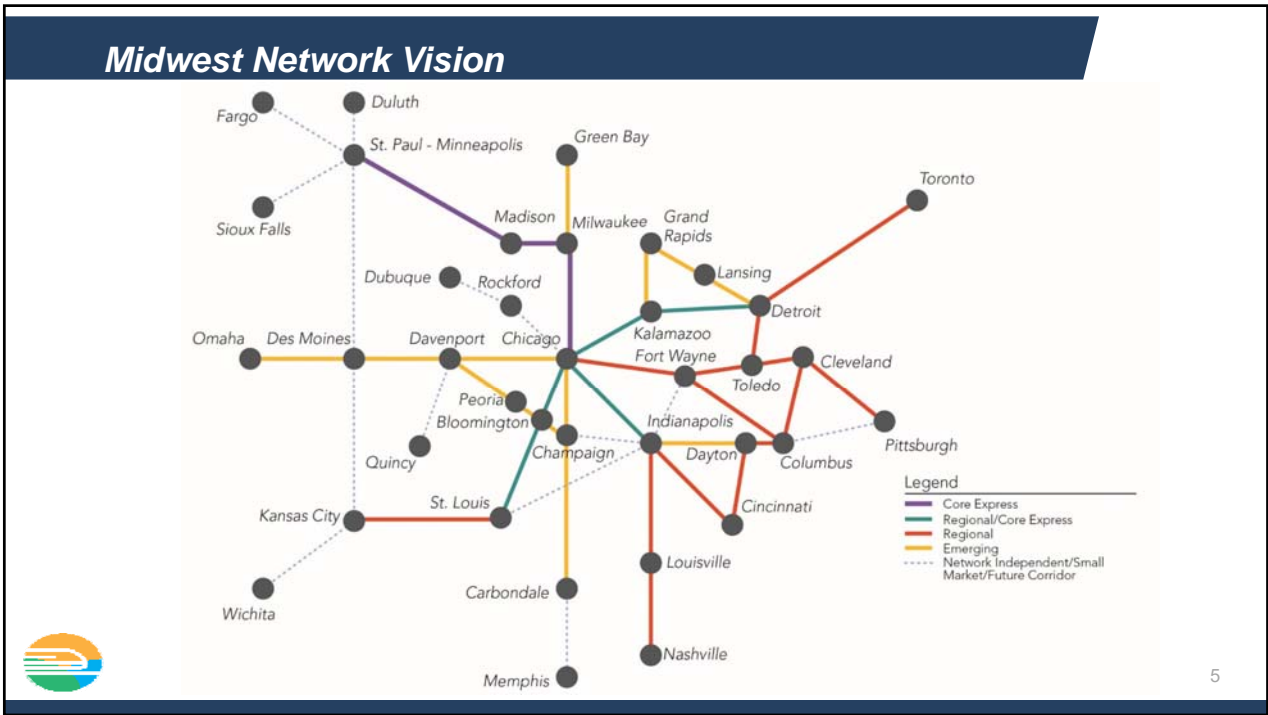 Midwest Network Vision
Fargo
Duluth
St. Paul - Minneapolis
Green Bay
Toronto
Sioux Falls
Madison
Milwaukee
Grand
Rapids
Lansing
Dubuque
Rockford
Detroit
Kalamazoo
Omaha
Des Moines
Davenport
Chicago
Fort Wayne
Toledo
Cleveland
Peoria
Bloomington
Champaign
Indianapolis
Dayton
Columbus
Pittsburgh
Quincy
St. Louis
Kansas City
Cincinnati
Louisville
Wichita
Carbondale
Nashville
Memphis
Legend
Core Express
Regional/Core Express
Regional
Emerging
Network Independent/Small
Market/Future Corridor
5